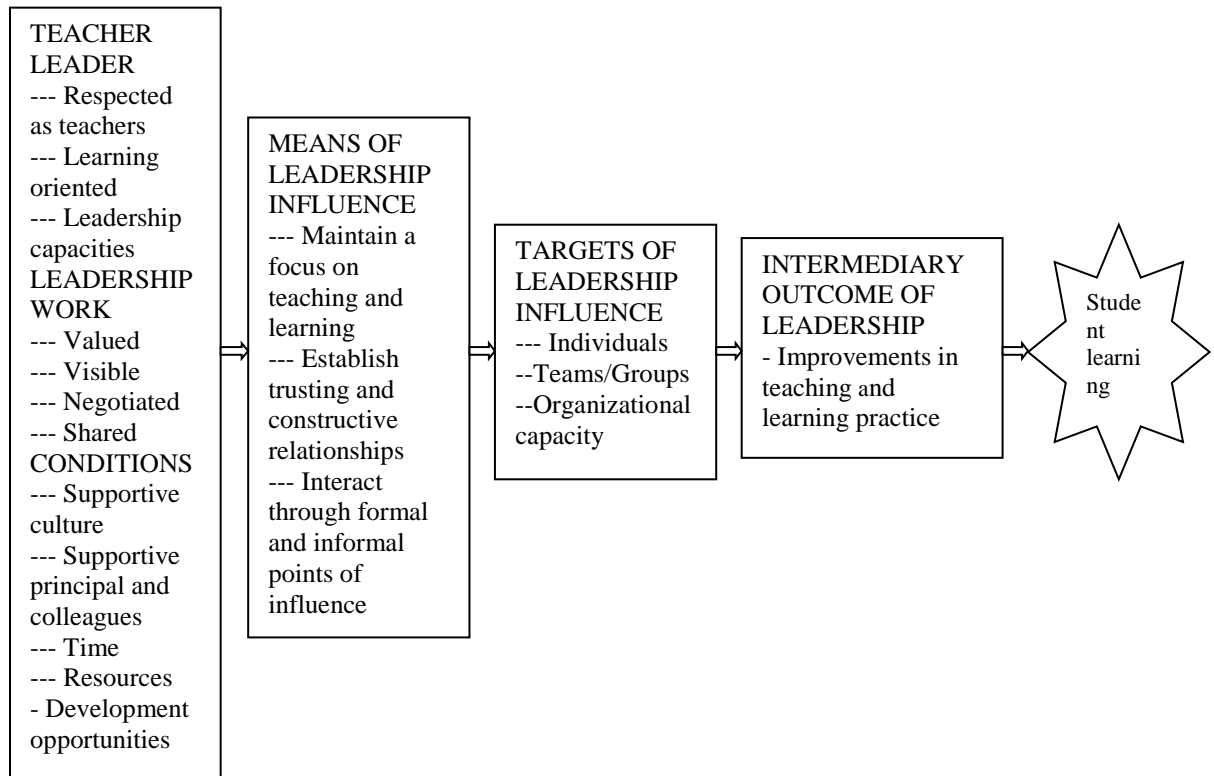 TEACHER
LEADER
--- Respected
as teachers
--- Learning
oriented
--- Leadership
capacities
LEADERSHIP
WORK
--- Valued
--- Visible
--- Negotiated
--- Shared
CONDITIONS
--- Supportive
culture
--- Supportive
principal and
colleagues
--- Time
--- Resources
- Development
opportunities
MEANS OF
LEADERSHIP
INFLUENCE
--- Maintain a
focus on
teaching and
learning
--- Establish
trusting and
constructive
relationships
--- Interact
through formal
and informal
points of
influence
TARGETS OF
LEADERSHIP
INFLUENCE
--- Individuals
--Teams/Groups
--Organizational
capacity
INTERMEDIARY
OUTCOME OF
LEADERSHIP
- Improvements in
teaching and
learning practice
Stude
nt
learni
ng